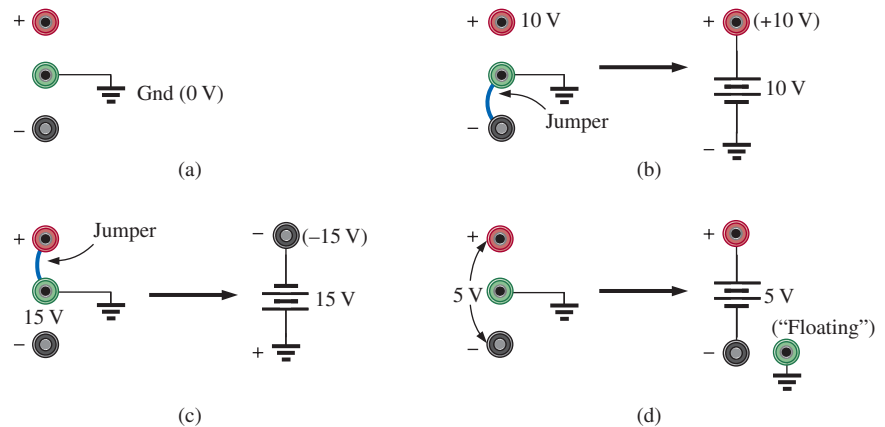 +
Gnd (0 V)
–
(a)
+ 10 V
–
Jumper
+ (+10 V)
10 V
–
(b)
+
Jumper
15 V
–
– (–15 V)
15 V
+
(c)
+
5 V
–
+
5 V
(“Floating”)
–
(d)